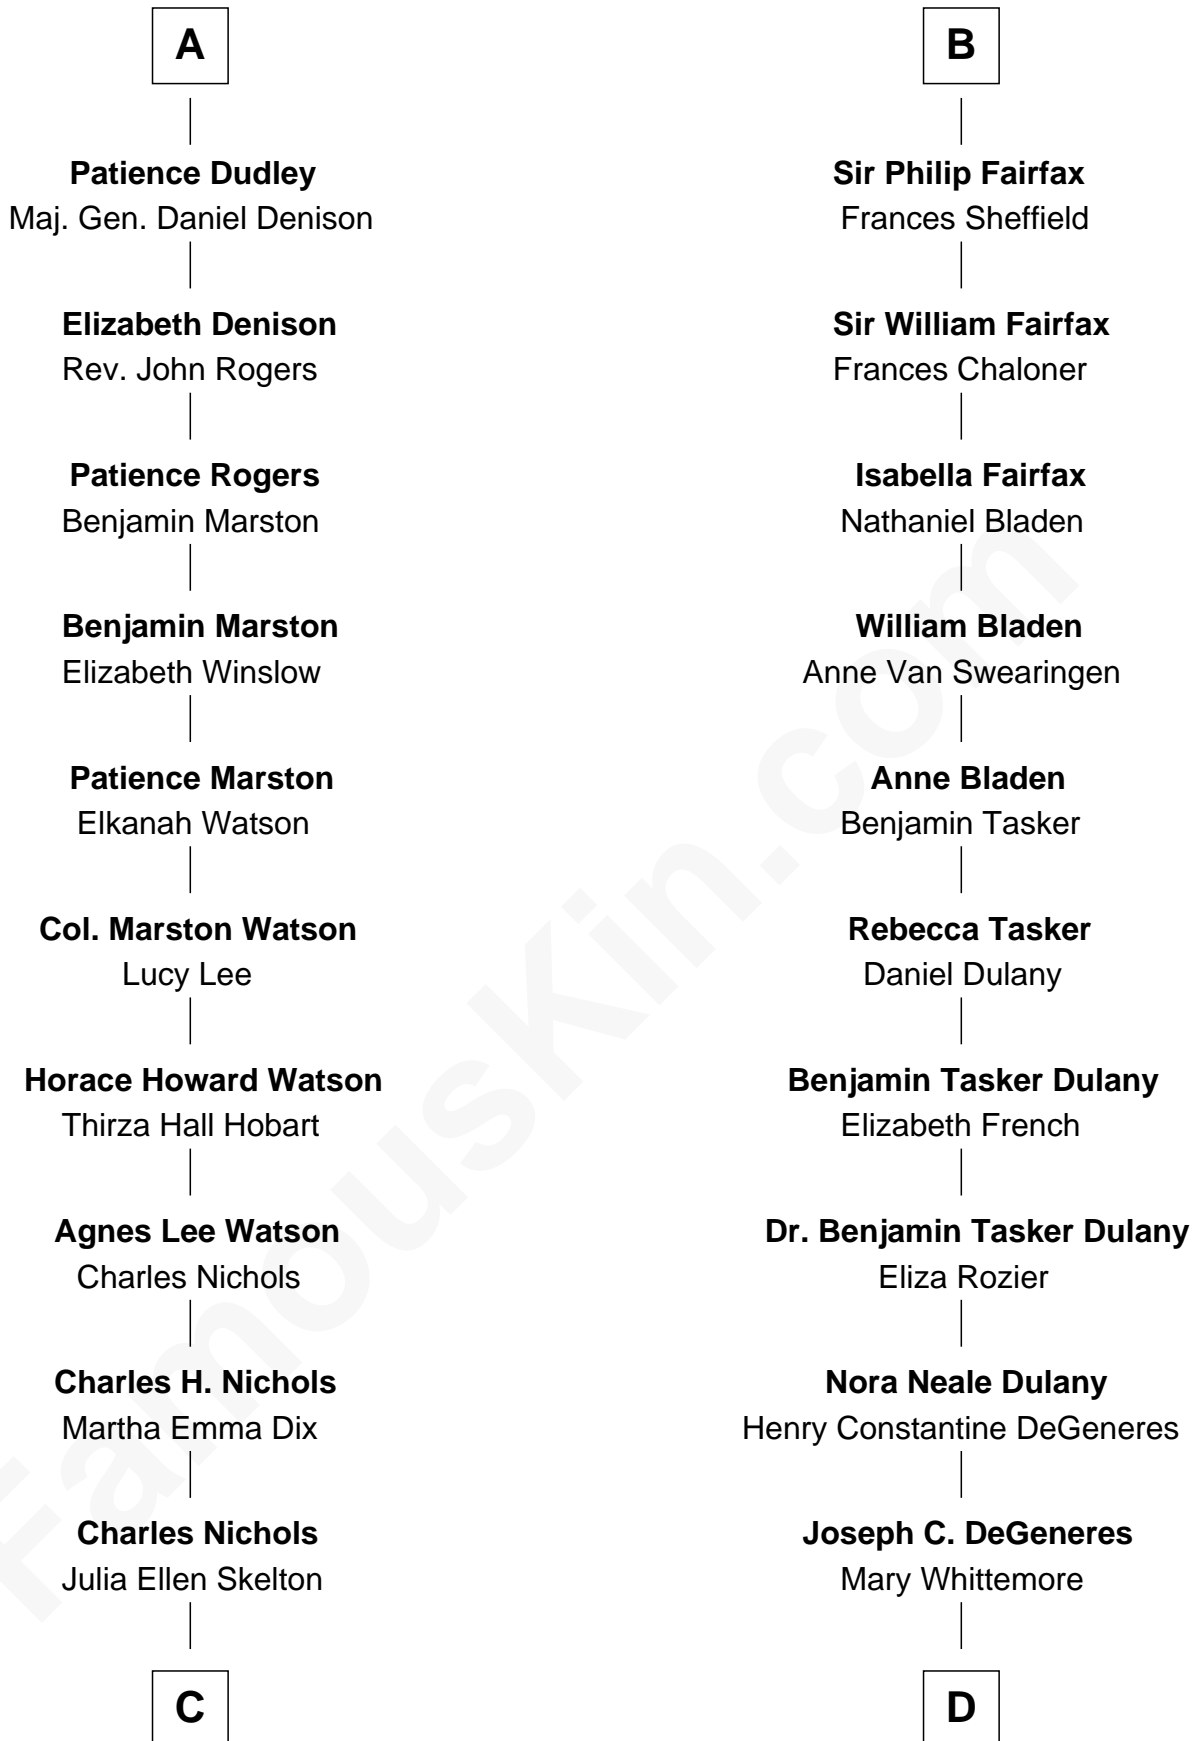 A
Patience Dudley
Maj. Gen. Daniel Denison
Elizabeth Denison
Rev. John Rogers
Patience Rogers
Benjamin Marston
Benjamin Marston
Elizabeth Winslow
Patience Marston
Elkanah Watson
Col. Marston Watson
Lucy Lee
Horace Howard Watson
Thirza Hall Hobart
Agnes Lee Watson
Charles Nichols
Charles H. Nichols
Martha Emma Dix
Charles Nichols
Julia Ellen Skelton
C
B
Sir Philip Fairfax
Frances Sheffield
Sir William Fairfax
Frances Chaloner
Isabella Fairfax
Nathaniel Bladen
William Bladen
Anne Van Swearingen
Anne Bladen
Benjamin Tasker
Rebecca Tasker
Daniel Dulany
Benjamin Tasker Dulany
Elizabeth French
Dr. Benjamin Tasker Dulany
Eliza Rozier
Nora Neale Dulany
Henry Constantine DeGeneres
Joseph C. DeGeneres
Mary Whittemore
D
FamousKin.com